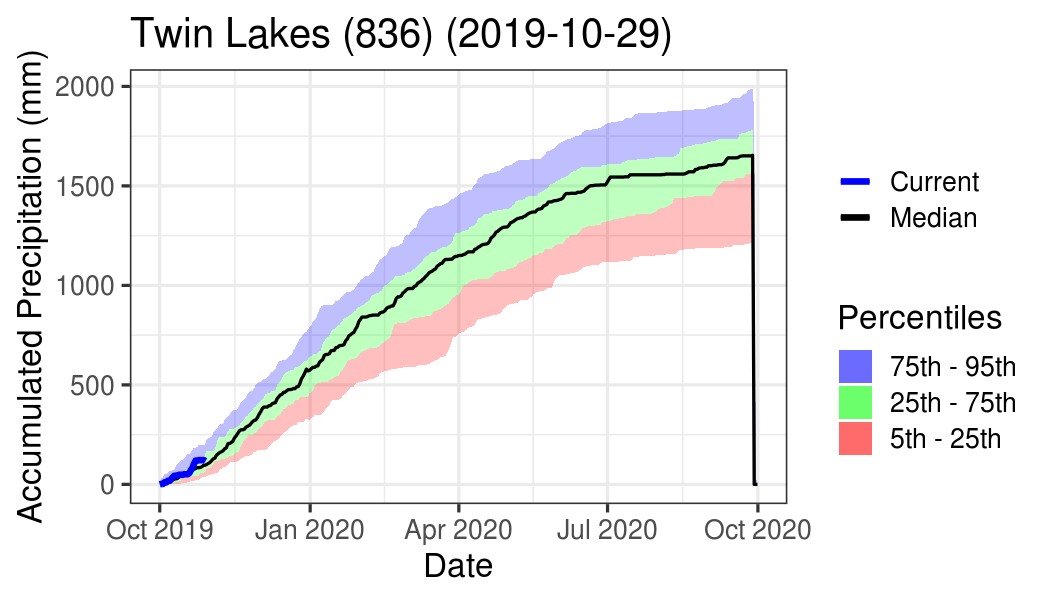 Twin Lakes (836) (2019-10-29)
Accumulated Precipitation (mm)
2000
1500
1000
500
0
Oct 2019
Jan 2020
Apr 2020
Jul 2020
Oct 2020
Date
Current
Median
Percentiles
75th - 95th
25th - 75th
5th - 25th